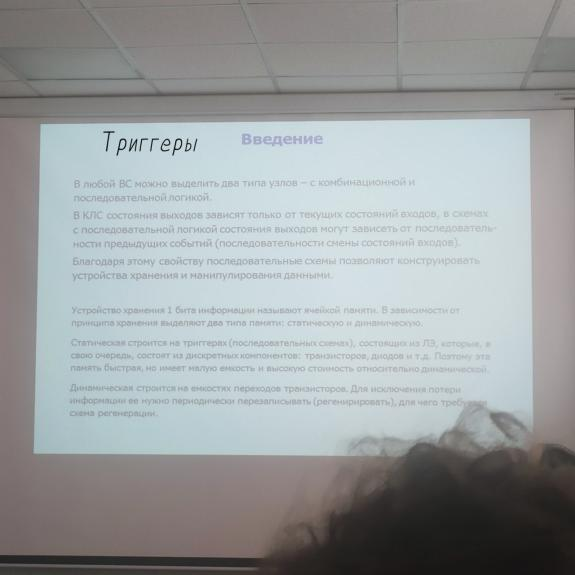 Триггеры Введение
В любой ВС можно выделить два типа узлов – с комбинационной и
последовательной логикой.
В КЛС состояния выходов зависят только от текущих состояний входов, в схемах
с последовательной логикой состояния выходов могут зависеть от последователь-
ности предыдущих событий (последовательности смены состояний входов).
Благодаря этому свойству последовательные схемы позволяют конструировать
устройства хранения и манипулирования данными.
Устройство хранения 1 бита информации называют ячейкой памяти. В зависимости от
принципа хранения выделяют два типа памяти: статическую и динамическую.
Статическая строится на триггерах (последовательных схемах), состоящих из ЛЭ, которые, в
свою очередь, состоят из дискретных компонентов: транзисторов, диодов и т.д. Поэтому эта
память быстрая, но имеет малую емкость и высокую стоимость относительно динамической.
Динамическая строится на емкостях переходов транзисторов. Для исключения потери
информации ее нужно периодически перезаписывать (регенирировать), для чего
схема регенерации.